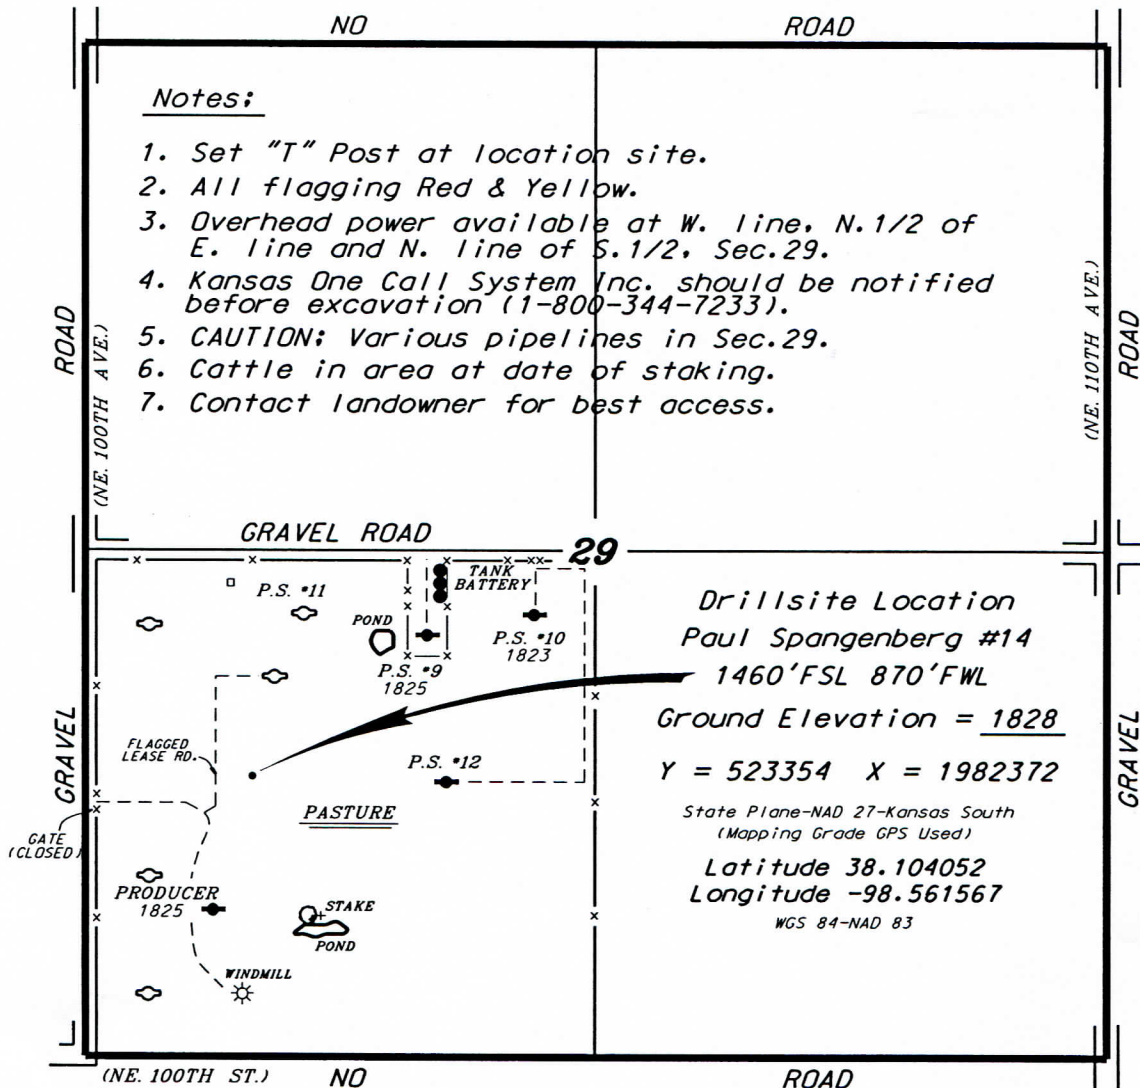 NO ROAD
Notes:
1. Set "T" Post at location site.
2. All flagging Red & Yellow.
3. Overhead power available at W. line, N.1/2 of
E. line and N. line of S.1/2, Sec.29.
4. Kansas One Call System Inc. should be notified
before excavation (1-800-344-7233).
5. CAUTION: Various pipelines in Sec.29.
6. Cattle in area at date of staking.
7. Contact landowner for best access.
ROAD
(NE. 100TH AVE.)
(NE. 110TH AVE.)
ROAD
GRAVEL ROAD
29
P.S. #11
TANK
BATTERY
POND
P.S. #9
1825
P.S. #10
1823
Drillsite Location
Paul Spangenberg #14
1460'FSL 870'FWL
Ground Elevation = 1828
Y = 523354 X = 1982372
State Plane-NAD 27-Kansas South
(Mapping Grade GPS Used)
Latitude 38.104052
Longitude -98.561567
WGS 84-NAD 83
GRAVEL
FLAGGED
LEASE RD.
P.S. #12
PASTURE
GRAVEL
GATE
(CLOSED)
PRODUCER
1825
STAKE
POND
WINDMILL
(NE. 100TH ST.) NO ROAD